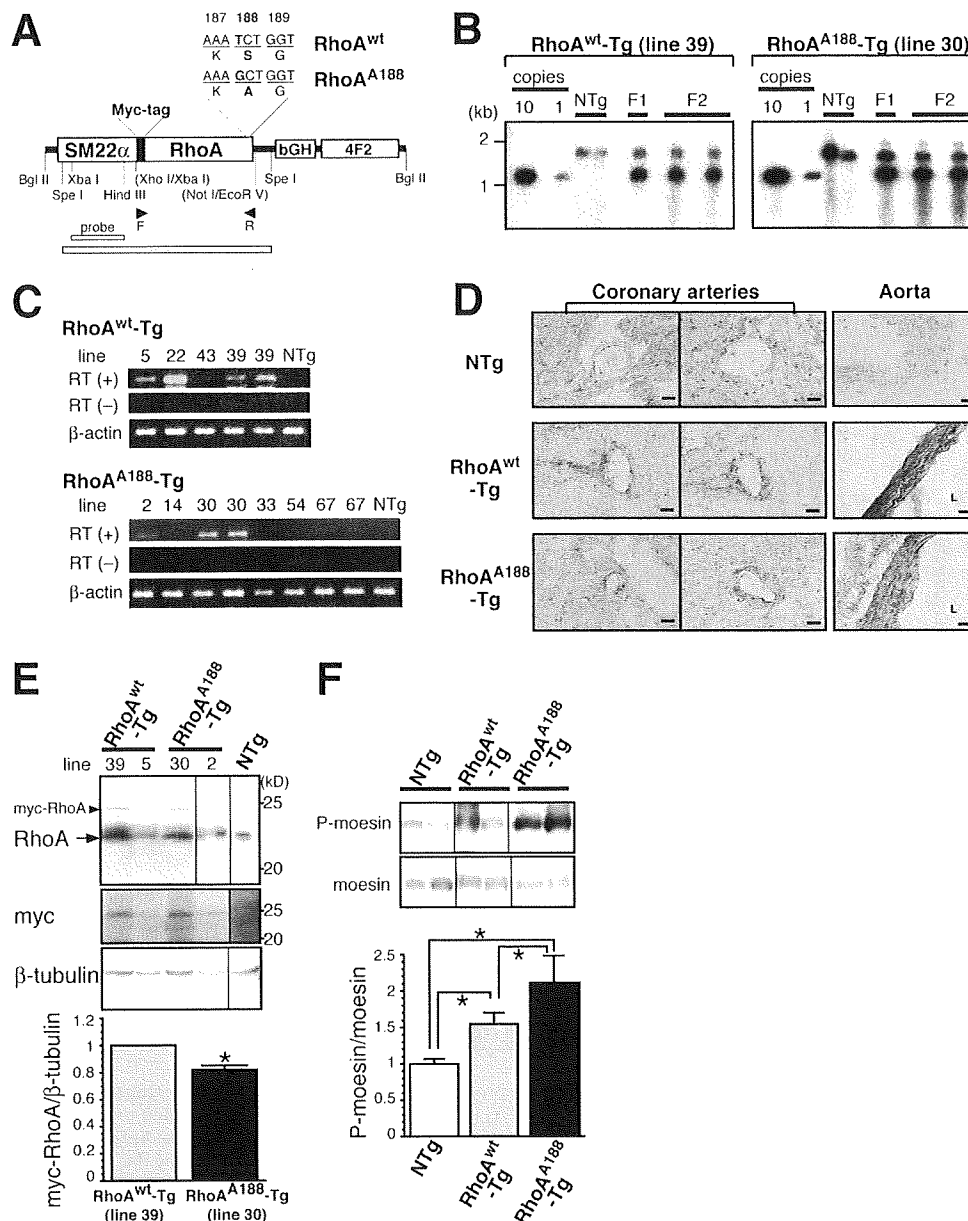 A
187 188 189
AAA TCT GGT RhoAwt
K S G
AAA GCT GGT RhoAA188
K A G
Myc-tag
SM22α RhoA bGH 4F2
Bgl II Xba I (Xho I/Xba I) Spe I Bgl II
Spe I Hind III (Not I/EcoR V)
F R
probe
B
RhoAwt-Tg (line 39) RhoAA188-Tg (line 30)
copies copies
(kb) 10 1 NTg F1 F2 10 1 NTg F1 F2
2
1
C
RhoAwt-Tg
line 5 22 43 39 39 NTg
RT (+)
RT (−)
β-actin
RhoAA188-Tg
line 2 14 30 30 33 54 67 67 NTg
RT (+)
RT (−)
β-actin
D
Coronary arteries Aorta
NTg
RhoAwt
-Tg
L
RhoAA188
-Tg
L
E
RhoAwt
-Tg
RhoAA188
-Tg
NTg
line 39 5 30 2
(kD)
myc-RhoA
25
RhoA
20
myc
25
20
β-tubulin
myc-RhoA/β-tubulin
1.2
1
0.8
0.6
0.4
0.2
0
*
RhoAwt-Tg RhoAA188-Tg
(line 39) (line 30)
F
NTg
RhoAwt
-Tg
RhoAA188
-Tg
P-moesin
moesin
P-moesin/moesin
2.5
2
1.5
1
0.5
0
*
*
*
NTg
RhoAwt
-Tg
RhoAA188
-Tg